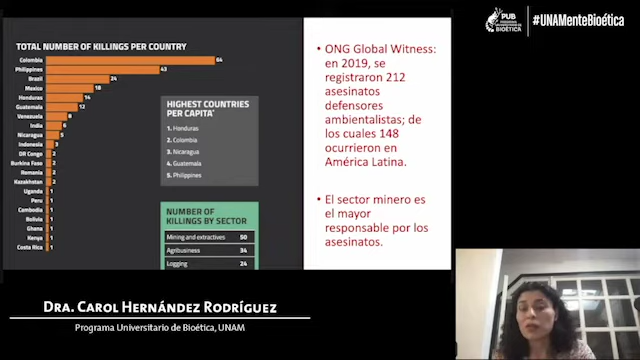 PUB
PROGRAMA
UNIVERSITARIO
DE BIOÉTICA
#UNAMenteBioética
TOTAL NUMBER OF KILLINGS PER COUNTRY
Colombia 64
Philippines 43
Brazil 24
Mexico 18
Honduras 14
Guatemala 12
Venezuela 8
India 6
Nicaragua 5
Indonesia 3
DR Congo 2
Burkina Faso 2
Romania 2
Kazakhstan 2
Uganda 1
Peru 1
Cambodia 1
Bolivia 1
Ghana 1
Kenya 1
Costa Rica 1
HIGHEST COUNTRIES
PER CAPITA*
1. Honduras
2. Colombia
3. Nicaragua
4. Guatemala
5. Philippines
NUMBER OF
KILLINGS BY SECTOR
Mining and extractives 50
Agribusiness 34
Logging 24
• ONG Global Witness:
en 2019, se
registraron 212
asesinatos
defensores
ambientalistas; de
los cuales 148
ocurrieron en
América Latina.
• El sector minero es
el mayor
responsable por los
asesinatos.
Dra. Carol Hernández Rodríguez
Programa Universitario de Bioética, UNAM